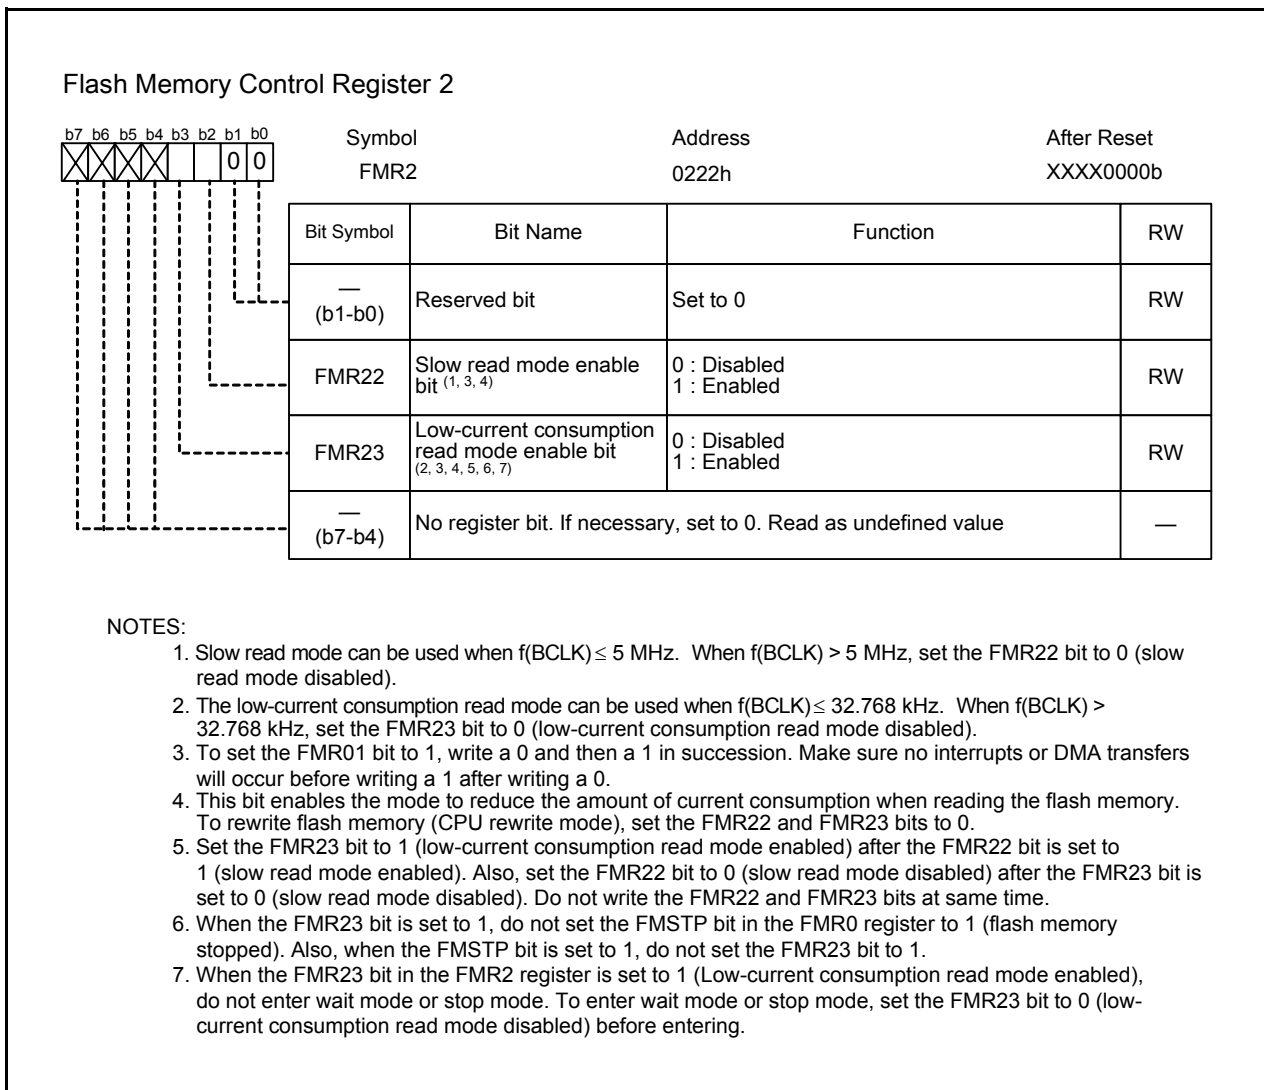 Flash Memory Control Register 2
b7 b6 b5 b4 b3 b2 b1 b0
0 0
Symbol Address After Reset
FMR2 0222h XXXX0000b
Bit Symbol Bit Name Function RW
—
(b1-b0) Reserved bit Set to 0 RW
FMR22 Slow read mode enable bit (1, 3, 4) 0 : Disabled
1 : Enabled RW
FMR23 Low-current consumption read mode enable bit (2, 3, 4, 5, 6, 7) 0 : Disabled
1 : Enabled RW
—
(b7-b4) No register bit. If necessary, set to 0. Read as undefined value —
NOTES:
1. Slow read mode can be used when f(BCLK) ≤ 5 MHz. When f(BCLK) > 5 MHz, set the FMR22 bit to 0 (slow
read mode disabled).
2. The low-current consumption read mode can be used when f(BCLK) ≤ 32.768 kHz. When f(BCLK) >
32.768 kHz, set the FMR23 bit to 0 (low-current consumption read mode disabled).
3. To set the FMR01 bit to 1, write a 0 and then a 1 in succession. Make sure no interrupts or DMA transfers
will occur before writing a 1 after writing a 0.
4. This bit enables the mode to reduce the amount of current consumption when reading the flash memory.
To rewrite flash memory (CPU rewrite mode), set the FMR22 and FMR23 bits to 0.
5. Set the FMR23 bit to 1 (low-current consumption read mode enabled) after the FMR22 bit is set to
1 (slow read mode enabled). Also, set the FMR22 bit to 0 (slow read mode disabled) after the FMR23 bit is
set to 0 (slow read mode disabled). Do not write the FMR22 and FMR23 bits at same time.
6. When the FMR23 bit is set to 1, do not set the FMSTP bit in the FMR0 register to 1 (flash memory
stopped). Also, when the FMSTP bit is set to 1, do not set the FMR23 bit to 1.
7. When the FMR23 bit in the FMR2 register is set to 1 (Low-current consumption read mode enabled),
do not enter wait mode or stop mode. To enter wait mode or stop mode, set the FMR23 bit to 0 (low-
current consumption read mode disabled) before entering.